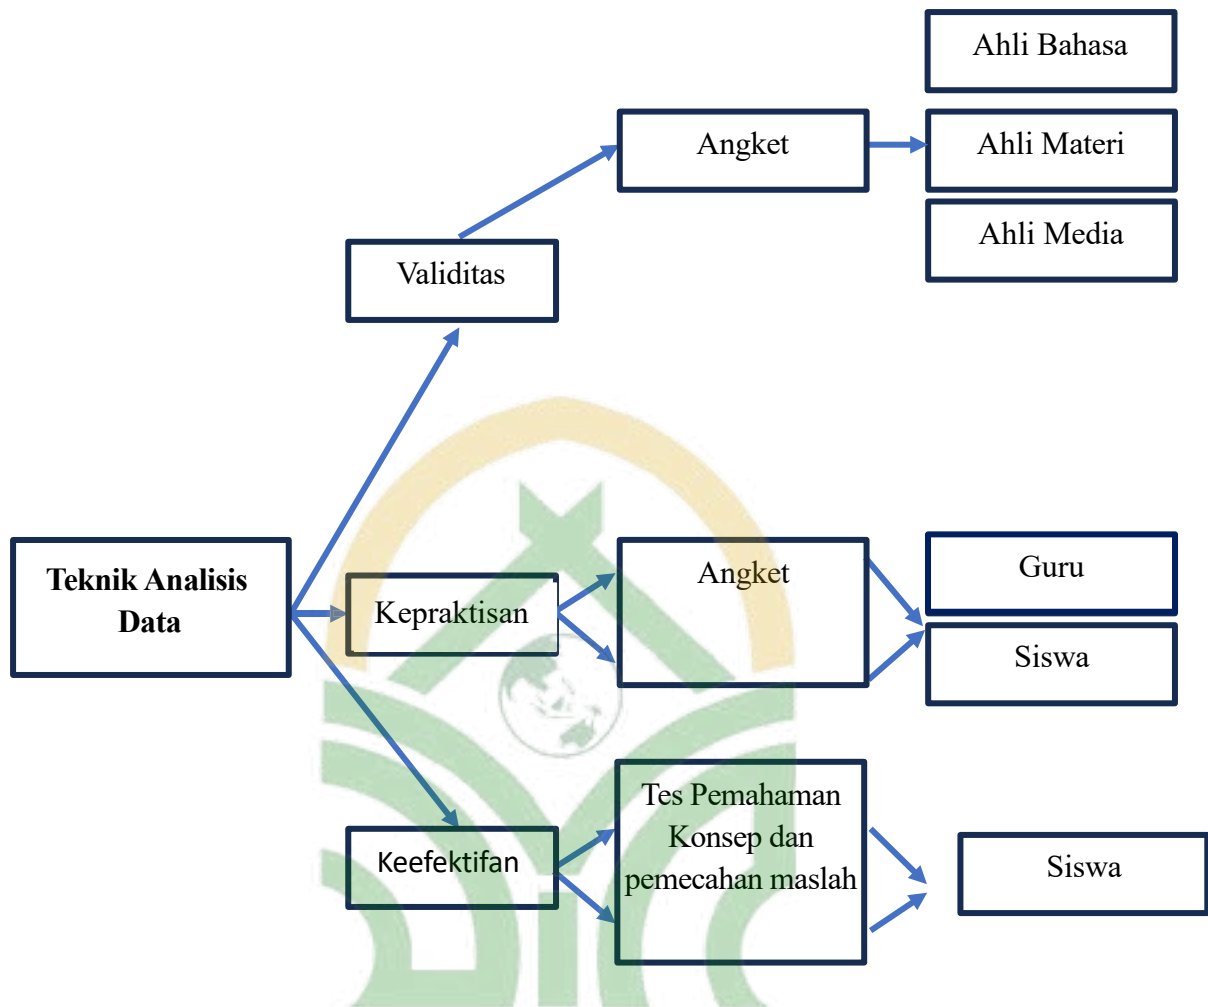 Ahli Bahasa
Angket
Ahli Materi
Ahli Media
Validitas
Teknik Analisis
Data
Kepraktisan
Angket
Guru
Siswa
Keefektifan
Tes Pemahaman
Konsep dan
pemecahan maslah
Siswa